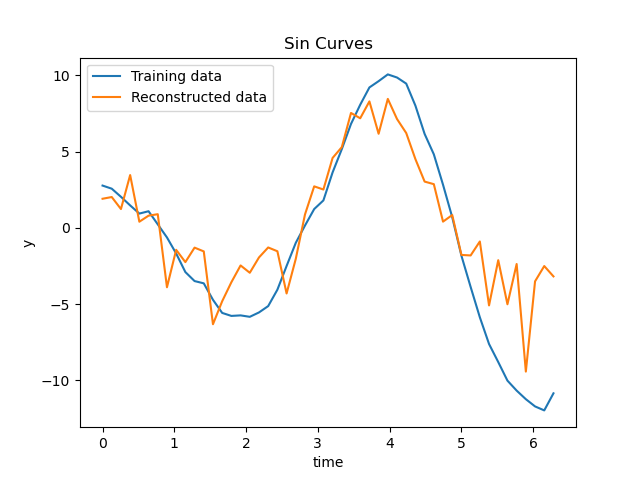 Sin Curves
Training data
Reconstructed data
10
5
0
−5
−10
y
0 1 2 3 4 5 6
time